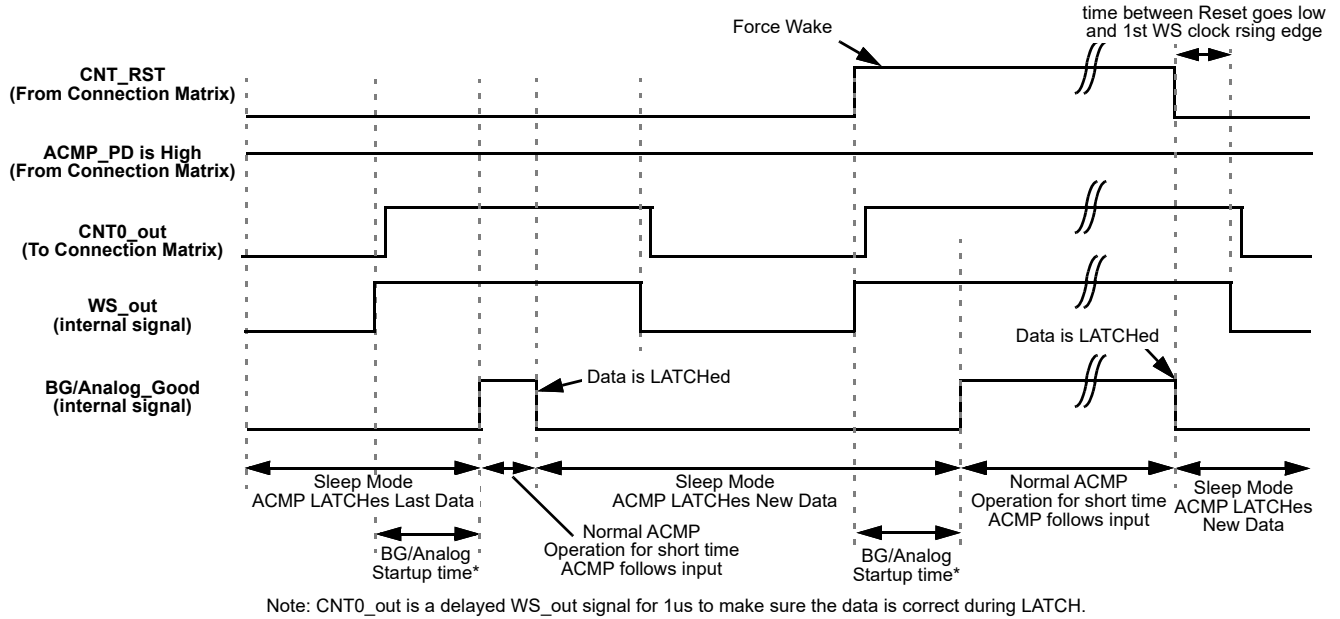 time between Reset goes low
and 1st WS clock rsing edge
Force Wake
CNT_RST
(From Connection Matrix)
ACMP_PD is High
(From Connection Matrix)
CNT0_out
(To Connection Matrix)
WS_out
(internal signal)
Data is LATCHed
BG/Analog_Good
(internal signal)
Data is LATCHed
Sleep Mode
ACMP LATCHes Last Data
Sleep Mode
ACMP LATCHes New Data
Normal ACMP
Operation for short time
ACMP follows input
Sleep Mode
ACMP LATCHes
New Data
BG/Analog
Startup time*
Normal ACMP
Operation for short time
ACMP follows input
BG/Analog
Startup time*
Note: CNT0_out is a delayed WS_out signal for 1us to make sure the data is correct during LATCH.